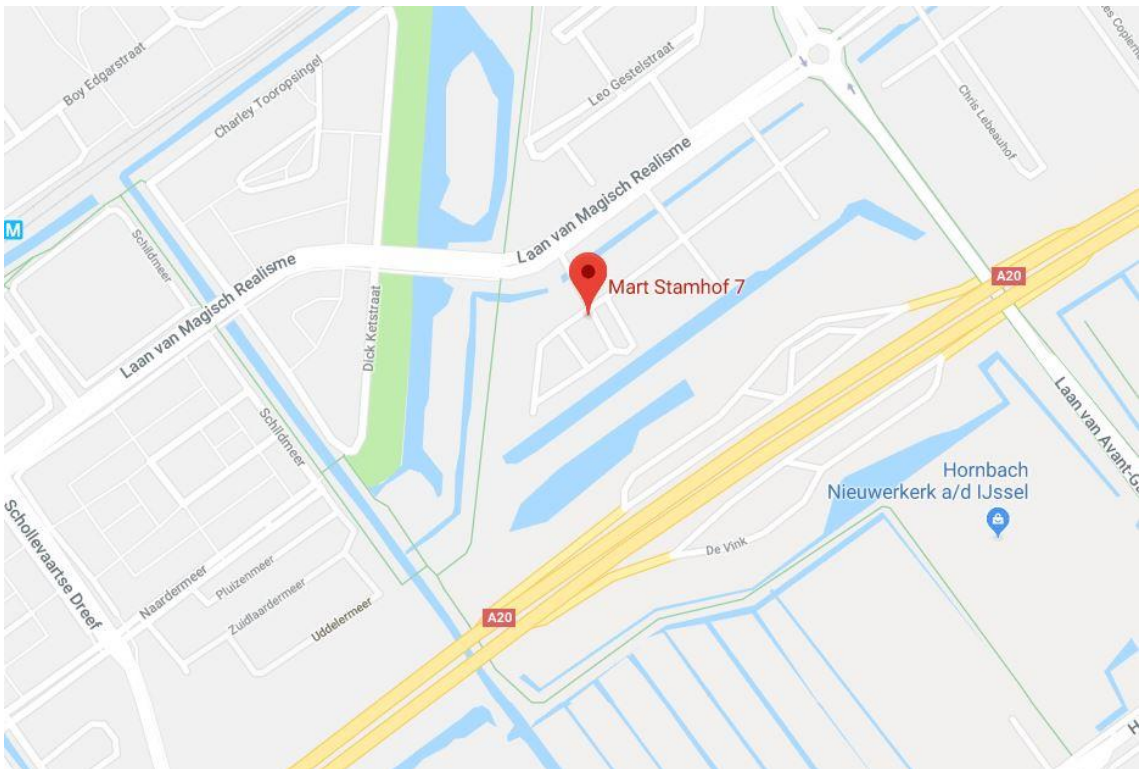 Boy Edgarstraat
Charley Tooropsingel
Leo Gestelstraat
Chris Lebeauhof
M
Schildmeer
Laan van Magisch Realisme
Laan van Magisch Realisme
Mart Stamhof 7
A20
Dick Ketstraat
Schildmeer
Laan van Avant-Ga
Hornbach
Nieuwerkerk a/d IJssel
Schollevaartse Dreef
De Vink
Naardermeer
Pluizenmeer
Zuidlaardermeer
Uddelermeer
A20